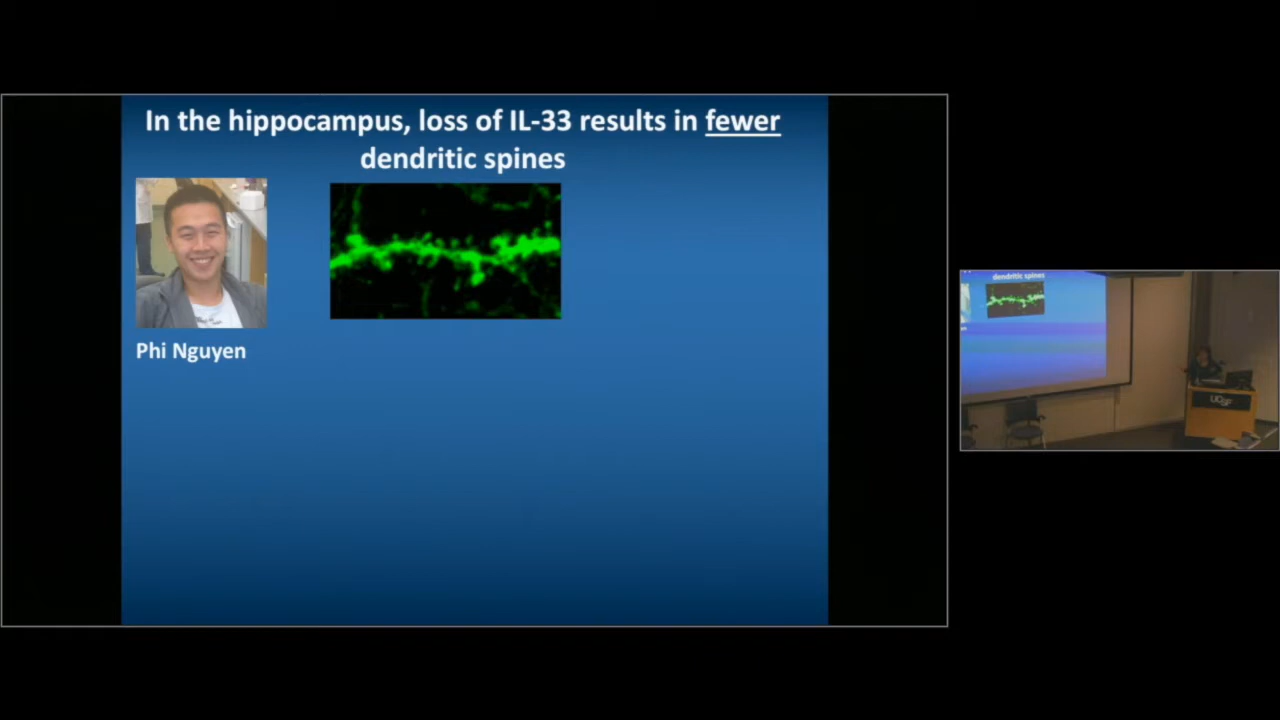 In the hippocampus, loss of IL-33 results in fewer
dendritic spines
Phi Nguyen
dendritic spines
UCSF